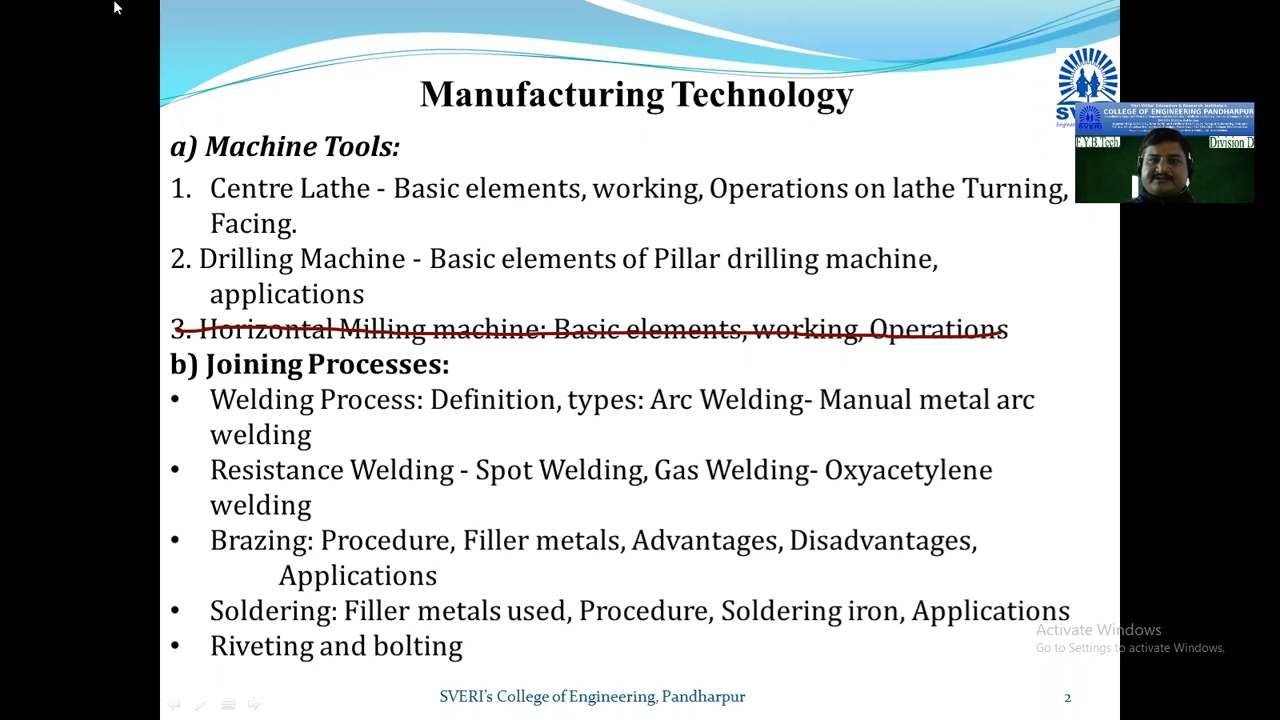 Manufacturing Technology
a) Machine Tools:
1. Centre Lathe - Basic elements, working, Operations on lathe Turning,
Facing.
2. Drilling Machine - Basic elements of Pillar drilling machine,
applications
3. Horizontal Milling machine: Basic elements, working, Operations
b) Joining Processes:
• Welding Process: Definition, types: Arc Welding- Manual metal arc
welding
• Resistance Welding - Spot Welding, Gas Welding- Oxyacetylene
welding
• Brazing: Procedure, Filler metals, Advantages, Disadvantages,
Applications
• Soldering: Filler metals used, Procedure, Soldering iron, Applications
• Riveting and bolting
SVERI's College of Engineering, Pandharpur
2
COLLEGE OF ENGINEERING PANDHARPUR
SVERI
F.Y.B.Tech
Division D
Activate Windows
Go to Settings to activate Windows.